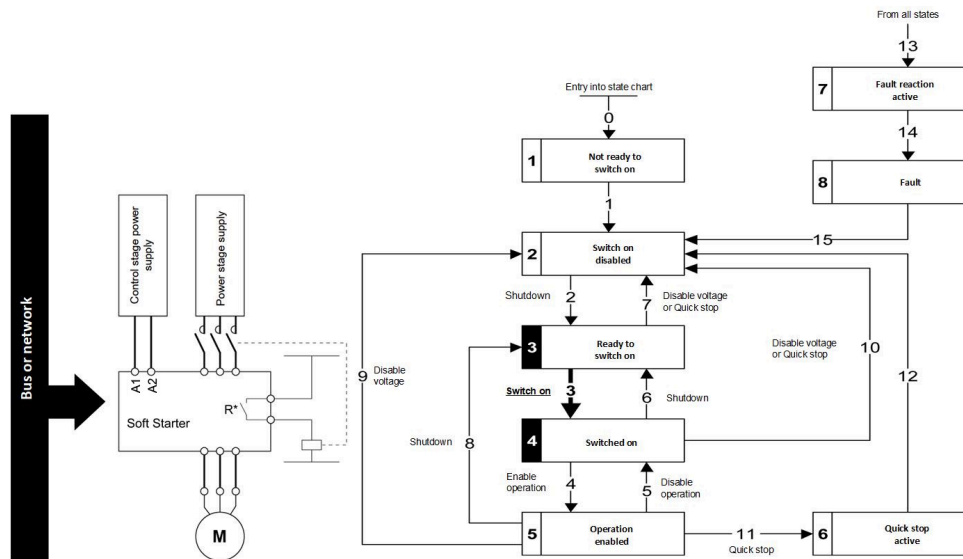 Bus or network
Control stage power
supply
Power stage supply
A1
A2
R*
Soft Starter
M
From all states
13
7
Fault reaction
active
14
8
Fault
15
Entry into state chart
0
1
Not ready to
switch on
1
2
Switch on
disabled
Shutdown
2
7
Disable voltage
or Quick stop
3
Ready to
switch on
Switch on
3
6
Shutdown
4
Switched on
Enable
operation
4
5
Disable
operation
5
Operation
enabled
11
Quick stop
6
Quick stop
active
9
Disable
voltage
Shutdown
8
Disable voltage
or Quick stop
10
12